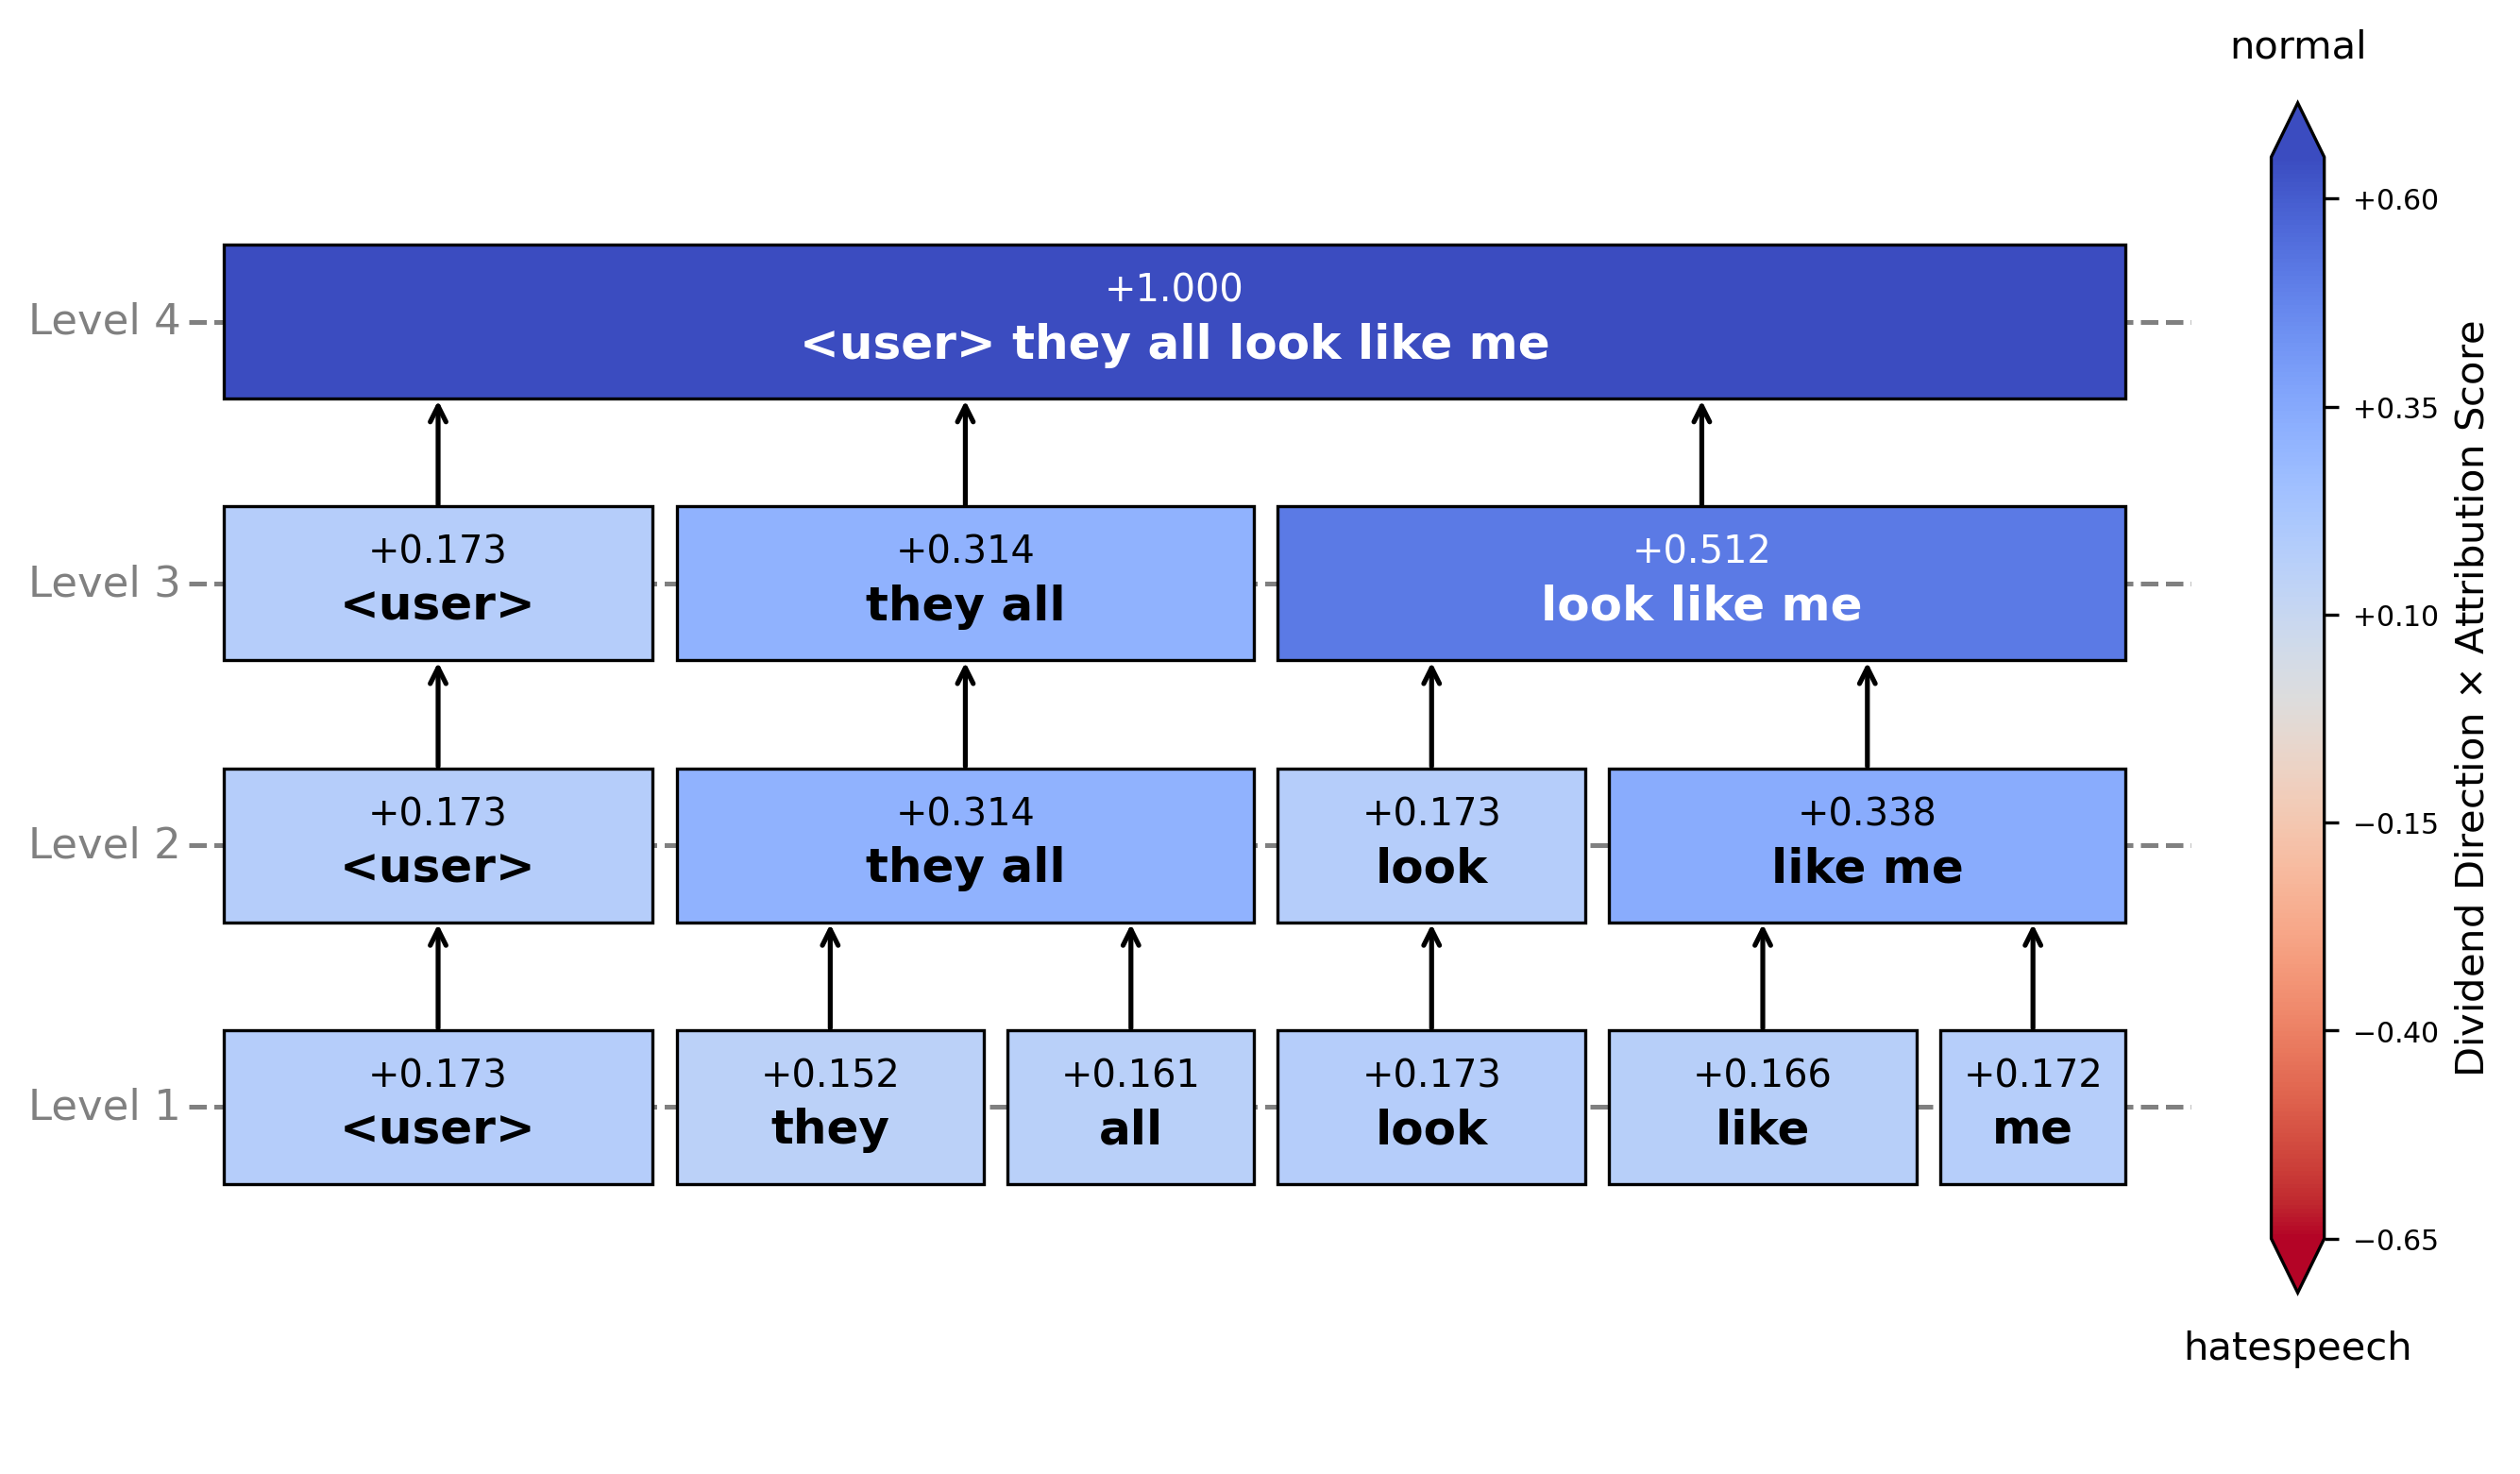 normal
+0.60
+0.35
+0.10
−0.15
−0.40
−0.65
Dividend Direction × Attribution Score
hatespeech
Level 4
+1.000
<user> they all look like me
Level 3
+0.173
<user>
+0.314
they all
+0.512
look like me
Level 2
+0.173
<user>
+0.314
they all
+0.173
look
+0.338
like me
Level 1
+0.173
<user>
+0.152
they
+0.161
all
+0.173
look
+0.166
like
+0.172
me